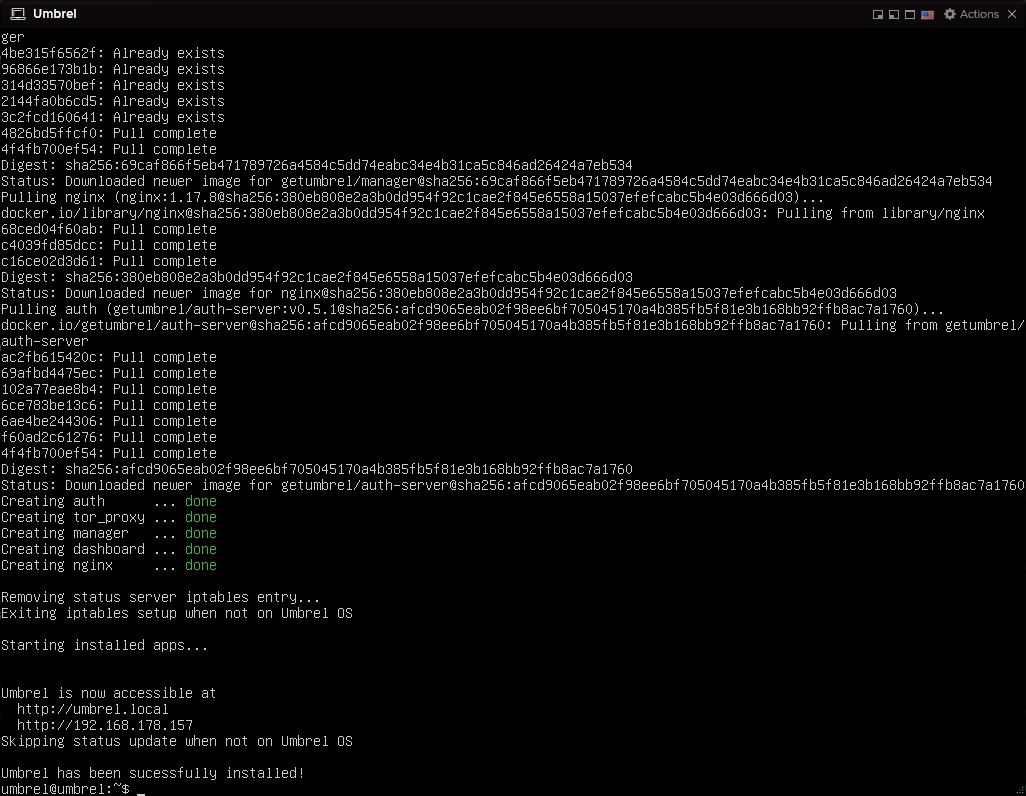 Umbrel
Actions
ger
4be315f6562f: Already exists
96866e173b1b: Already exists
314d33570bef: Already exists
2144fa0b6cd5: Already exists
3c2fcd160641: Already exists
4826bd5ffcf0: Pull complete
4f4fb700ef54: Pull complete
Digest: sha256:69caf866f5eb471789726a4584c5dd74eabc34e4b31ca5c846ad26424a7eb534
Status: Downloaded newer image for getumbrel/manager@sha256:69caf866f5eb471789726a4584c5dd74eabc34e4b31ca5c846ad26424a7eb534
Pulling nginx (nginx:1.17.8@sha256:380eb808e2a3b0dd954f92c1cae2f845e6558a15037efefcabc5b4e03d666d03)...
docker.io/library/nginx@sha256:380eb808e2a3b0dd954f92c1cae2f845e6558a15037efefcabc5b4e03d666d03: Pulling from library/nginx
68ced04f60ab: Pull complete
c4039fd85dcc: Pull complete
c16ce02d3d61: Pull complete
Digest: sha256:380eb808e2a3b0dd954f92c1cae2f845e6558a15037efefcabc5b4e03d666d03
Status: Downloaded newer image for nginx@sha256:380eb808e2a3b0dd954f92c1cae2f845e6558a15037efefcabc5b4e03d666d03
Pulling auth (getumbrel/auth-server:v0.5.1@sha256:afcd9065eab02f98ee6bf705045170a4b385fb5f81e3b168bb92ffb8ac7a1760)...
docker.io/getumbrel/auth-server@sha256:afcd9065eab02f98ee6bf705045170a4b385fb5f81e3b168bb92ffb8ac7a1760: Pulling from getumbrel/
auth-server
ac2fb615420c: Pull complete
69afbd4475ec: Pull complete
102a77eae8b4: Pull complete
6ce783be13c6: Pull complete
6ae4be244306: Pull complete
f60ad2c61276: Pull complete
4f4fb700ef54: Pull complete
Digest: sha256:afcd9065eab02f98ee6bf705045170a4b385fb5f81e3b168bb92ffb8ac7a1760
Status: Downloaded newer image for getumbrel/auth-server@sha256:afcd9065eab02f98ee6bf705045170a4b385fb5f81e3b168bb92ffb8ac7a1760
Creating auth      ... done
Creating tor_proxy ... done
Creating manager   ... done
Creating dashboard ... done
Creating nginx     ... done
Removing status server iptables entry...
Exiting iptables setup when not on Umbrel OS
Starting installed apps...
Umbrel is now accessible at
http://umbrel.local
http://192.168.178.157
Skipping status update when not on Umbrel OS
Umbrel has been sucessfully installed!
umbrel@umbrel:~$ _